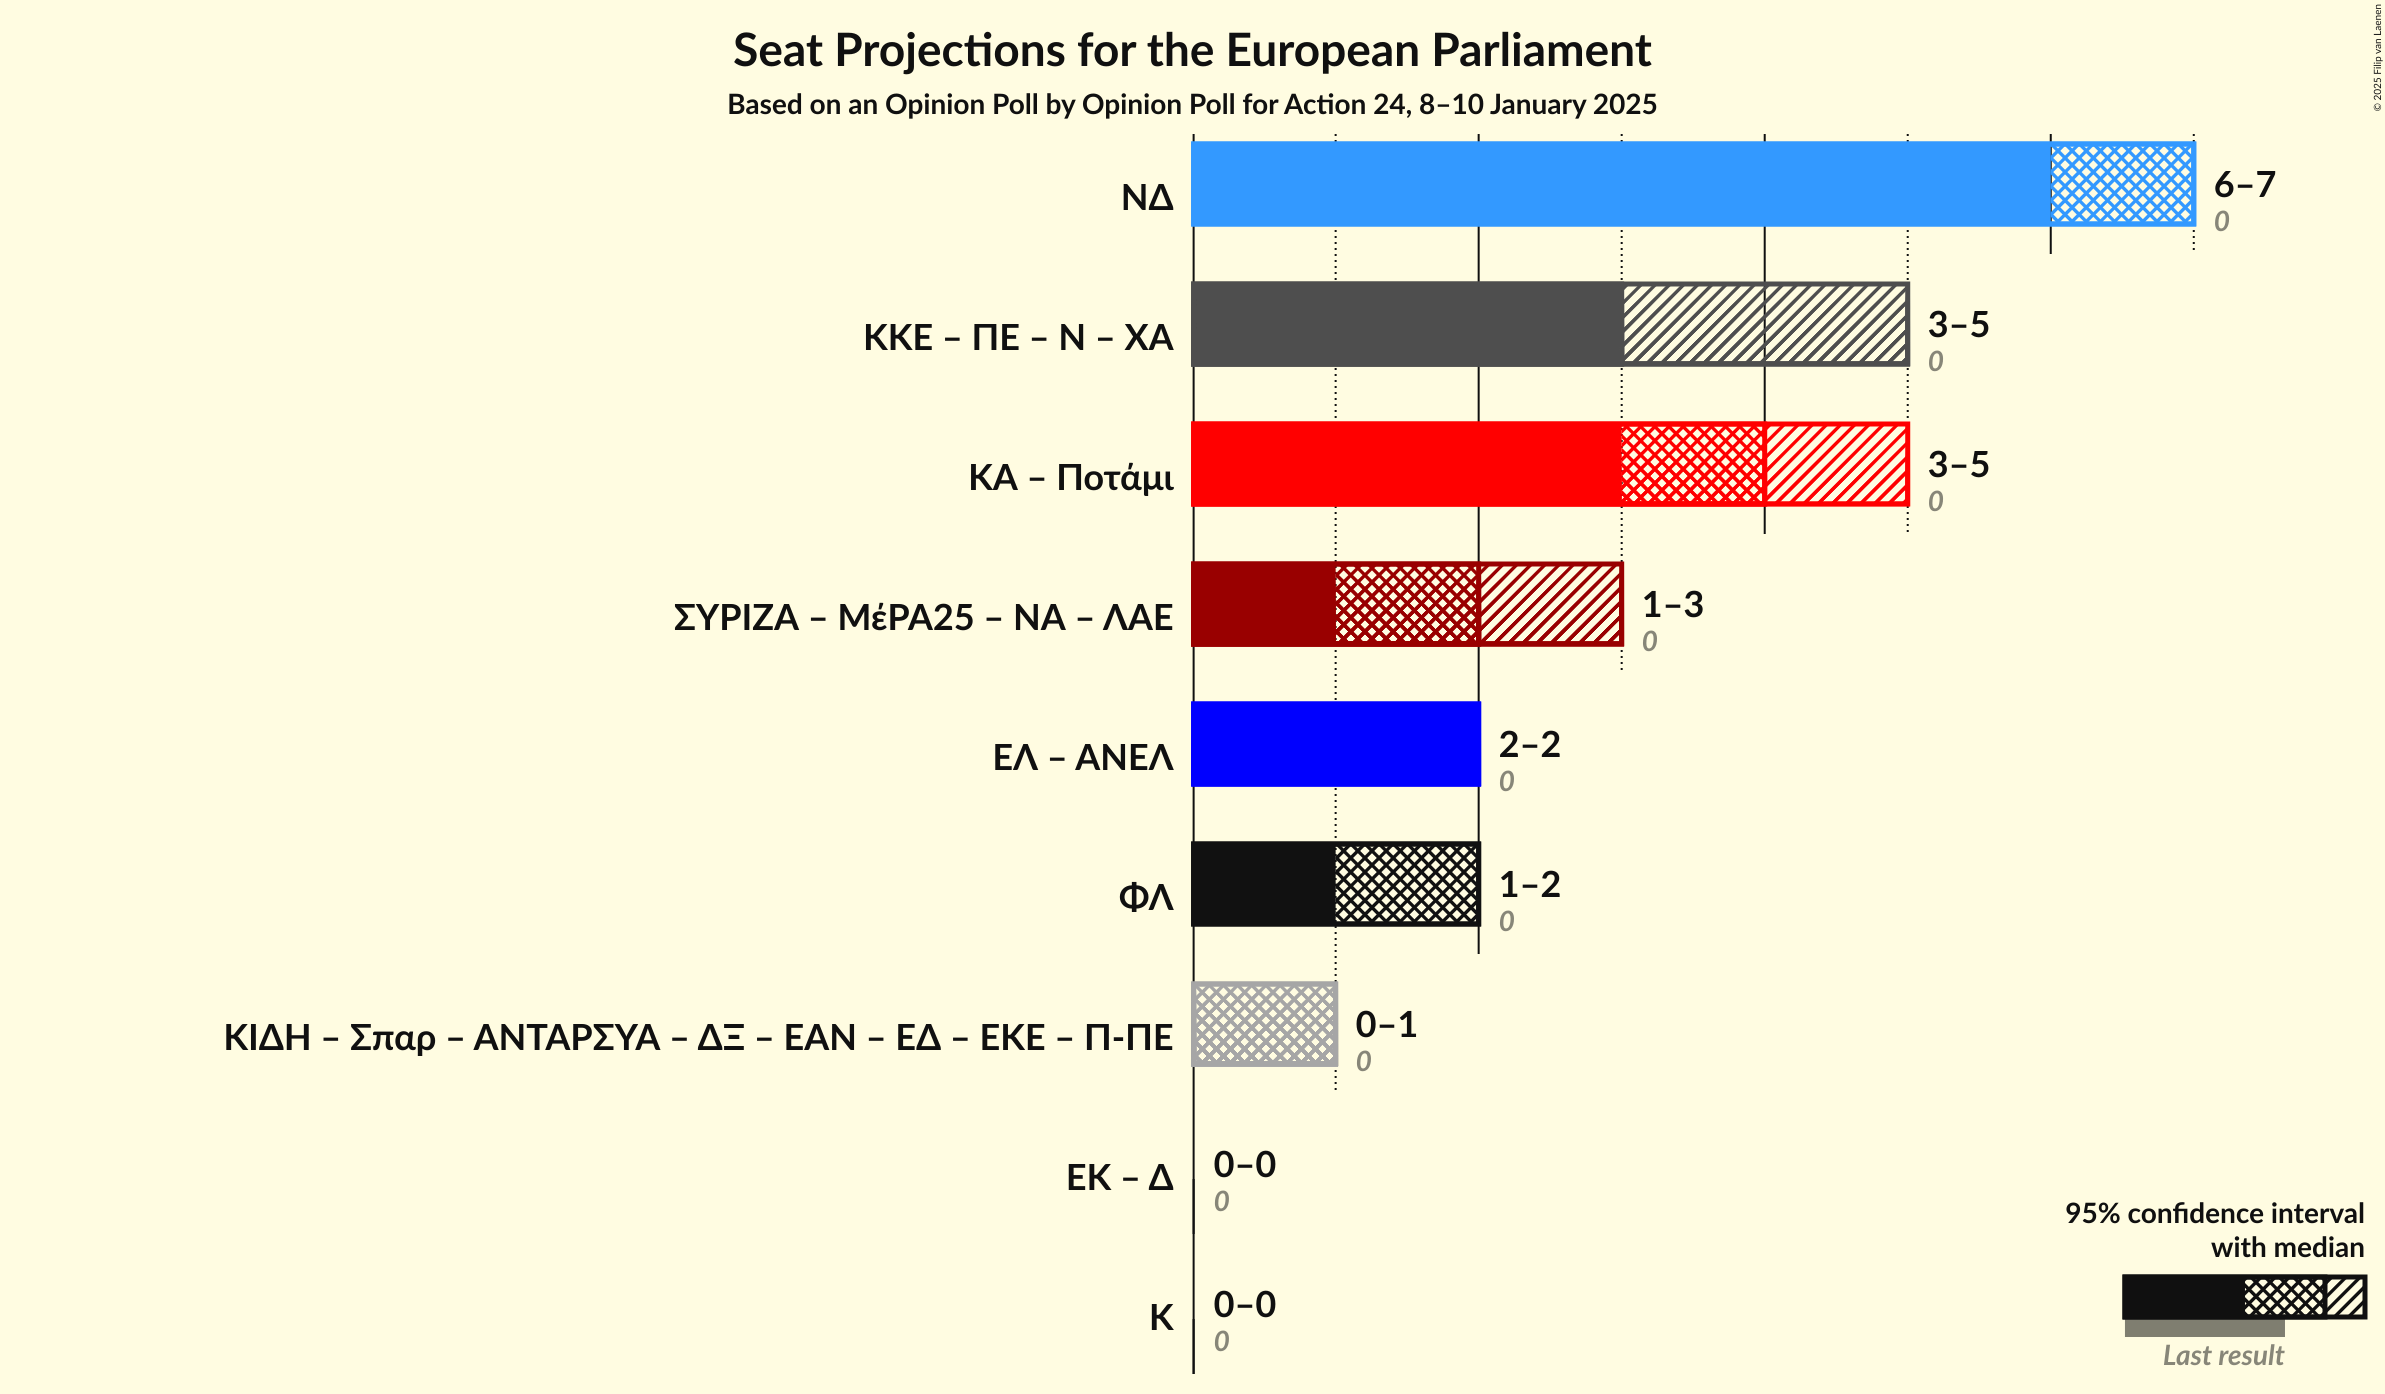 Seat Projections for the European Parliament
Based on an Opinion Poll by Opinion Poll for Action 24, 8–10 January 2025
© 2025 Filip van Laenen
ΝΔ
6–7
0
ΚΚΕ – ΠΕ – Ν – ΧΑ
3–5
0
ΚΑ – Ποτάμι
3–5
0
ΣΥΡΙΖΑ – ΜέΡΑ25 – ΝΑ – ΛΑΕ
1–3
0
ΕΛ – ΑΝΕΛ
2–2
0
ΦΛ
1–2
0
ΚΙΔΗ – Σπαρ – ΑΝΤΑΡΣΥΑ – ΔΞ – ΕΑΝ – ΕΔ – ΕΚΕ – Π-ΠΕ
0–1
0
ΕΚ – Δ
0–0
0
Κ
0–0
0
95% confidence interval
with median
Last result